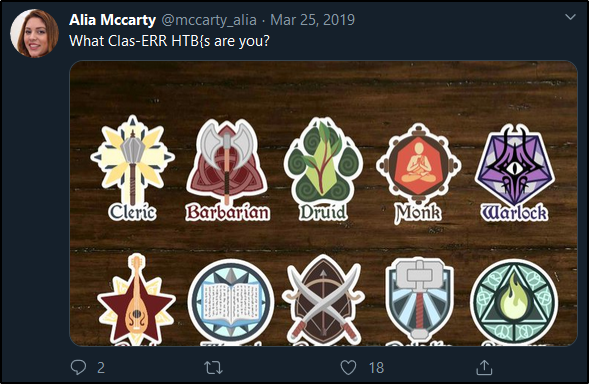 Alia Mccarty @mccarty_alia · Mar 25, 2019
What Clas-ERR HTB{s are you?
Cleric Barbarian Druid Monk Warlock
2 18